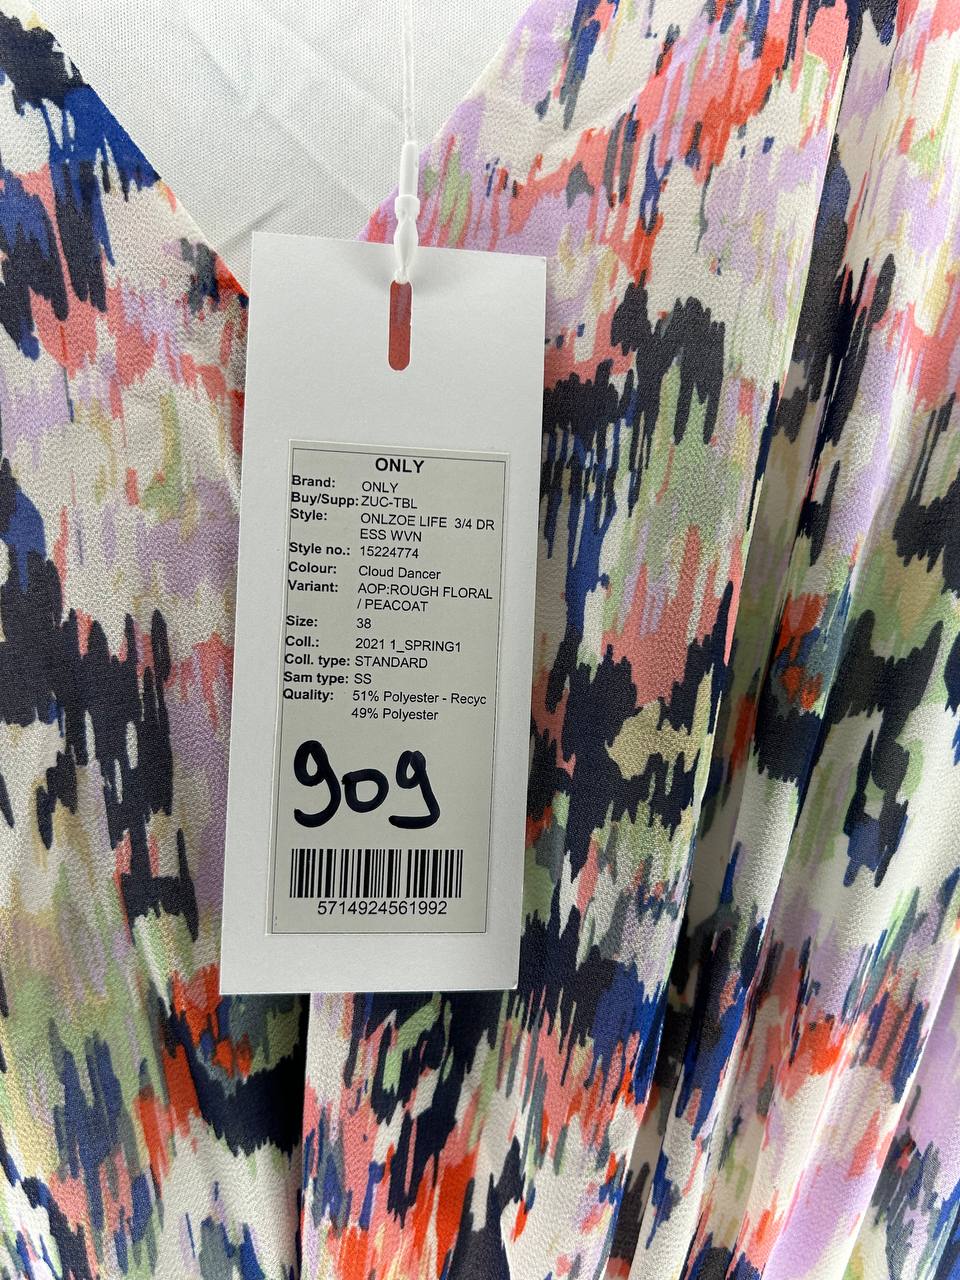 ONLY
Brand: ONLY
Buy/Supp: ZUC-TBL
Style: ONLZOE LIFE 3/4 DR
ESS WVN
Style no.: 15224774
Colour: Cloud Dancer
Variant: AOP:ROUGH FLORAL
/ PEACOAT
Size: 38
Coll.: 2021 1_SPRING1
Coll. type: STANDARD
Sam type: SS
Quality: 51% Polyester - Recyc
49% Polyester
909
5714924561992